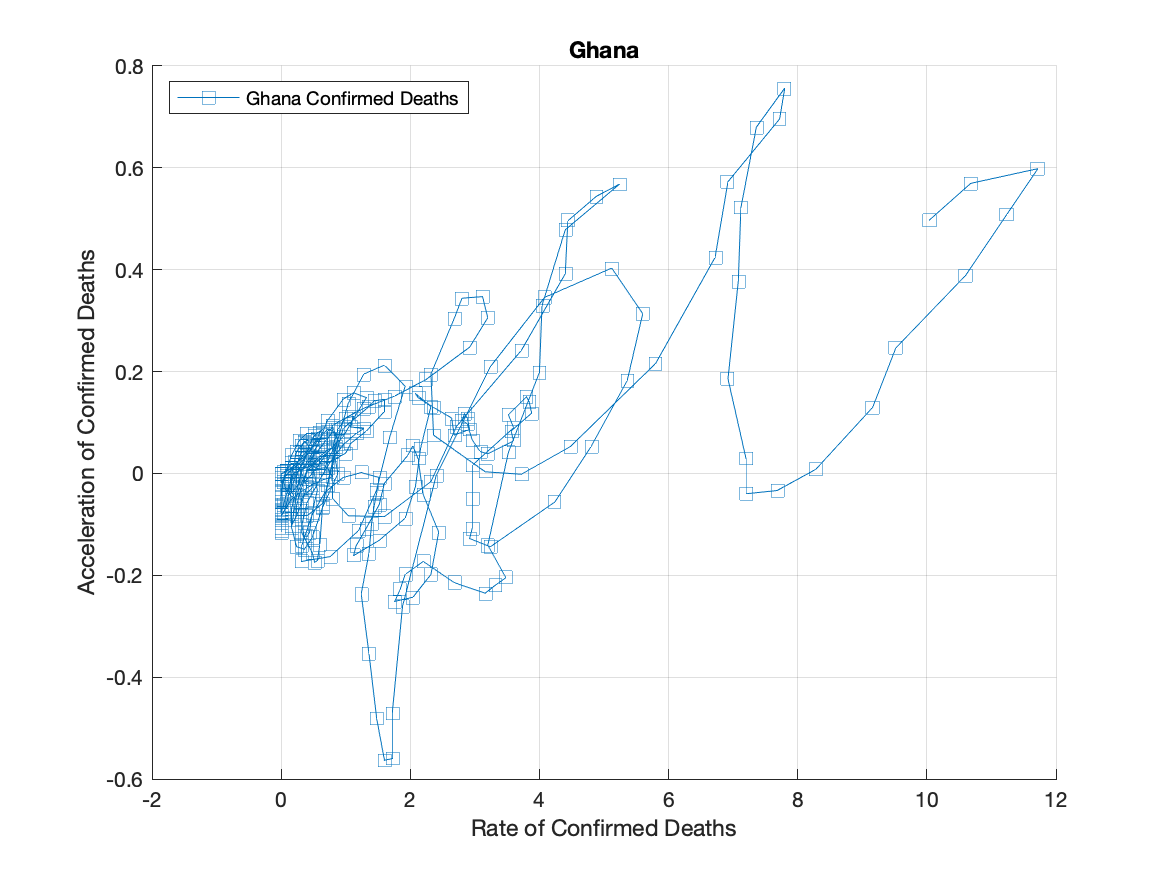 Ghana
0.8
Ghana Confirmed Deaths
0.6
0.4
0.2
0
-0.2
-0.4
-0.6
Acceleration of Confirmed Deaths
-2 0 2 4 6 8 10 12
Rate of Confirmed Deaths